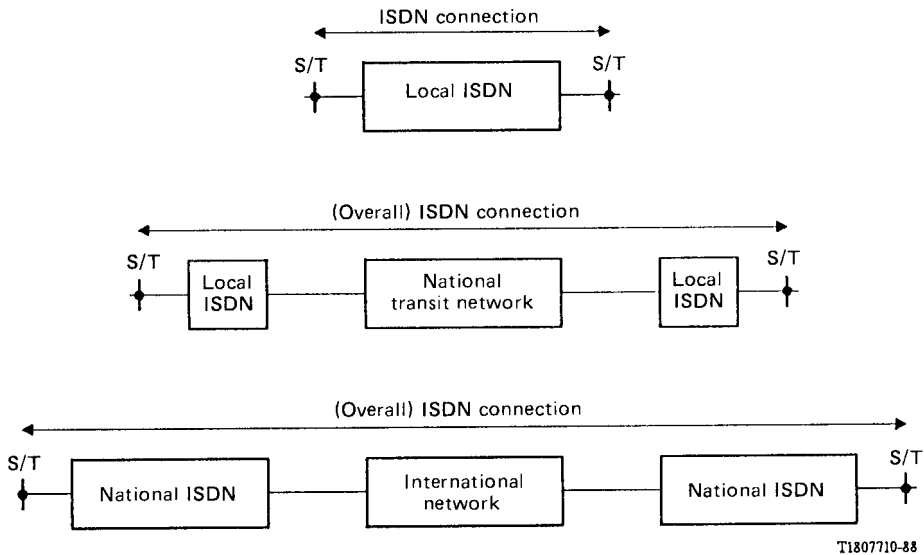 ISDN connection
S/T
S/T
Local ISDN
(Overall) ISDN connection
S/T
S/T
Local
ISDN
National
transit network
Local
ISDN
(Overall) ISDN connection
S/T
S/T
National ISDN
International
network
National ISDN
T1807710-88